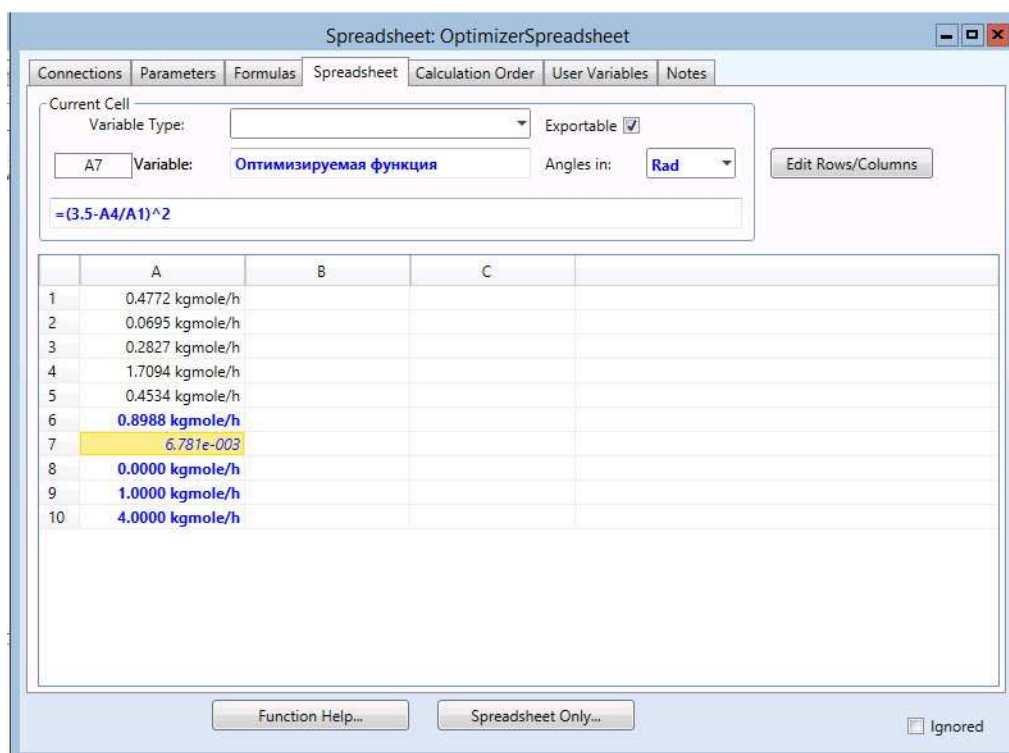 Spreadsheet: OptimizerSpreadsheet
Connections Parameters Formulas Spreadsheet Calculation Order User Variables Notes
Current Cell
Variable Type: Exportable
A7 Variable: Оптимизируемая функция Angles in: Rad Edit Rows/Columns
=(3.5-A4/A1)^2
A B C
1 0.4772 kgmole/h
2 0.0695 kgmole/h
3 0.2827 kgmole/h
4 1.7094 kgmole/h
5 0.4534 kgmole/h
6 0.8988 kgmole/h
7 6.781e-003
8 0.0000 kgmole/h
9 1.0000 kgmole/h
10 4.0000 kgmole/h
Function Help... Spreadsheet Only...
Ignored